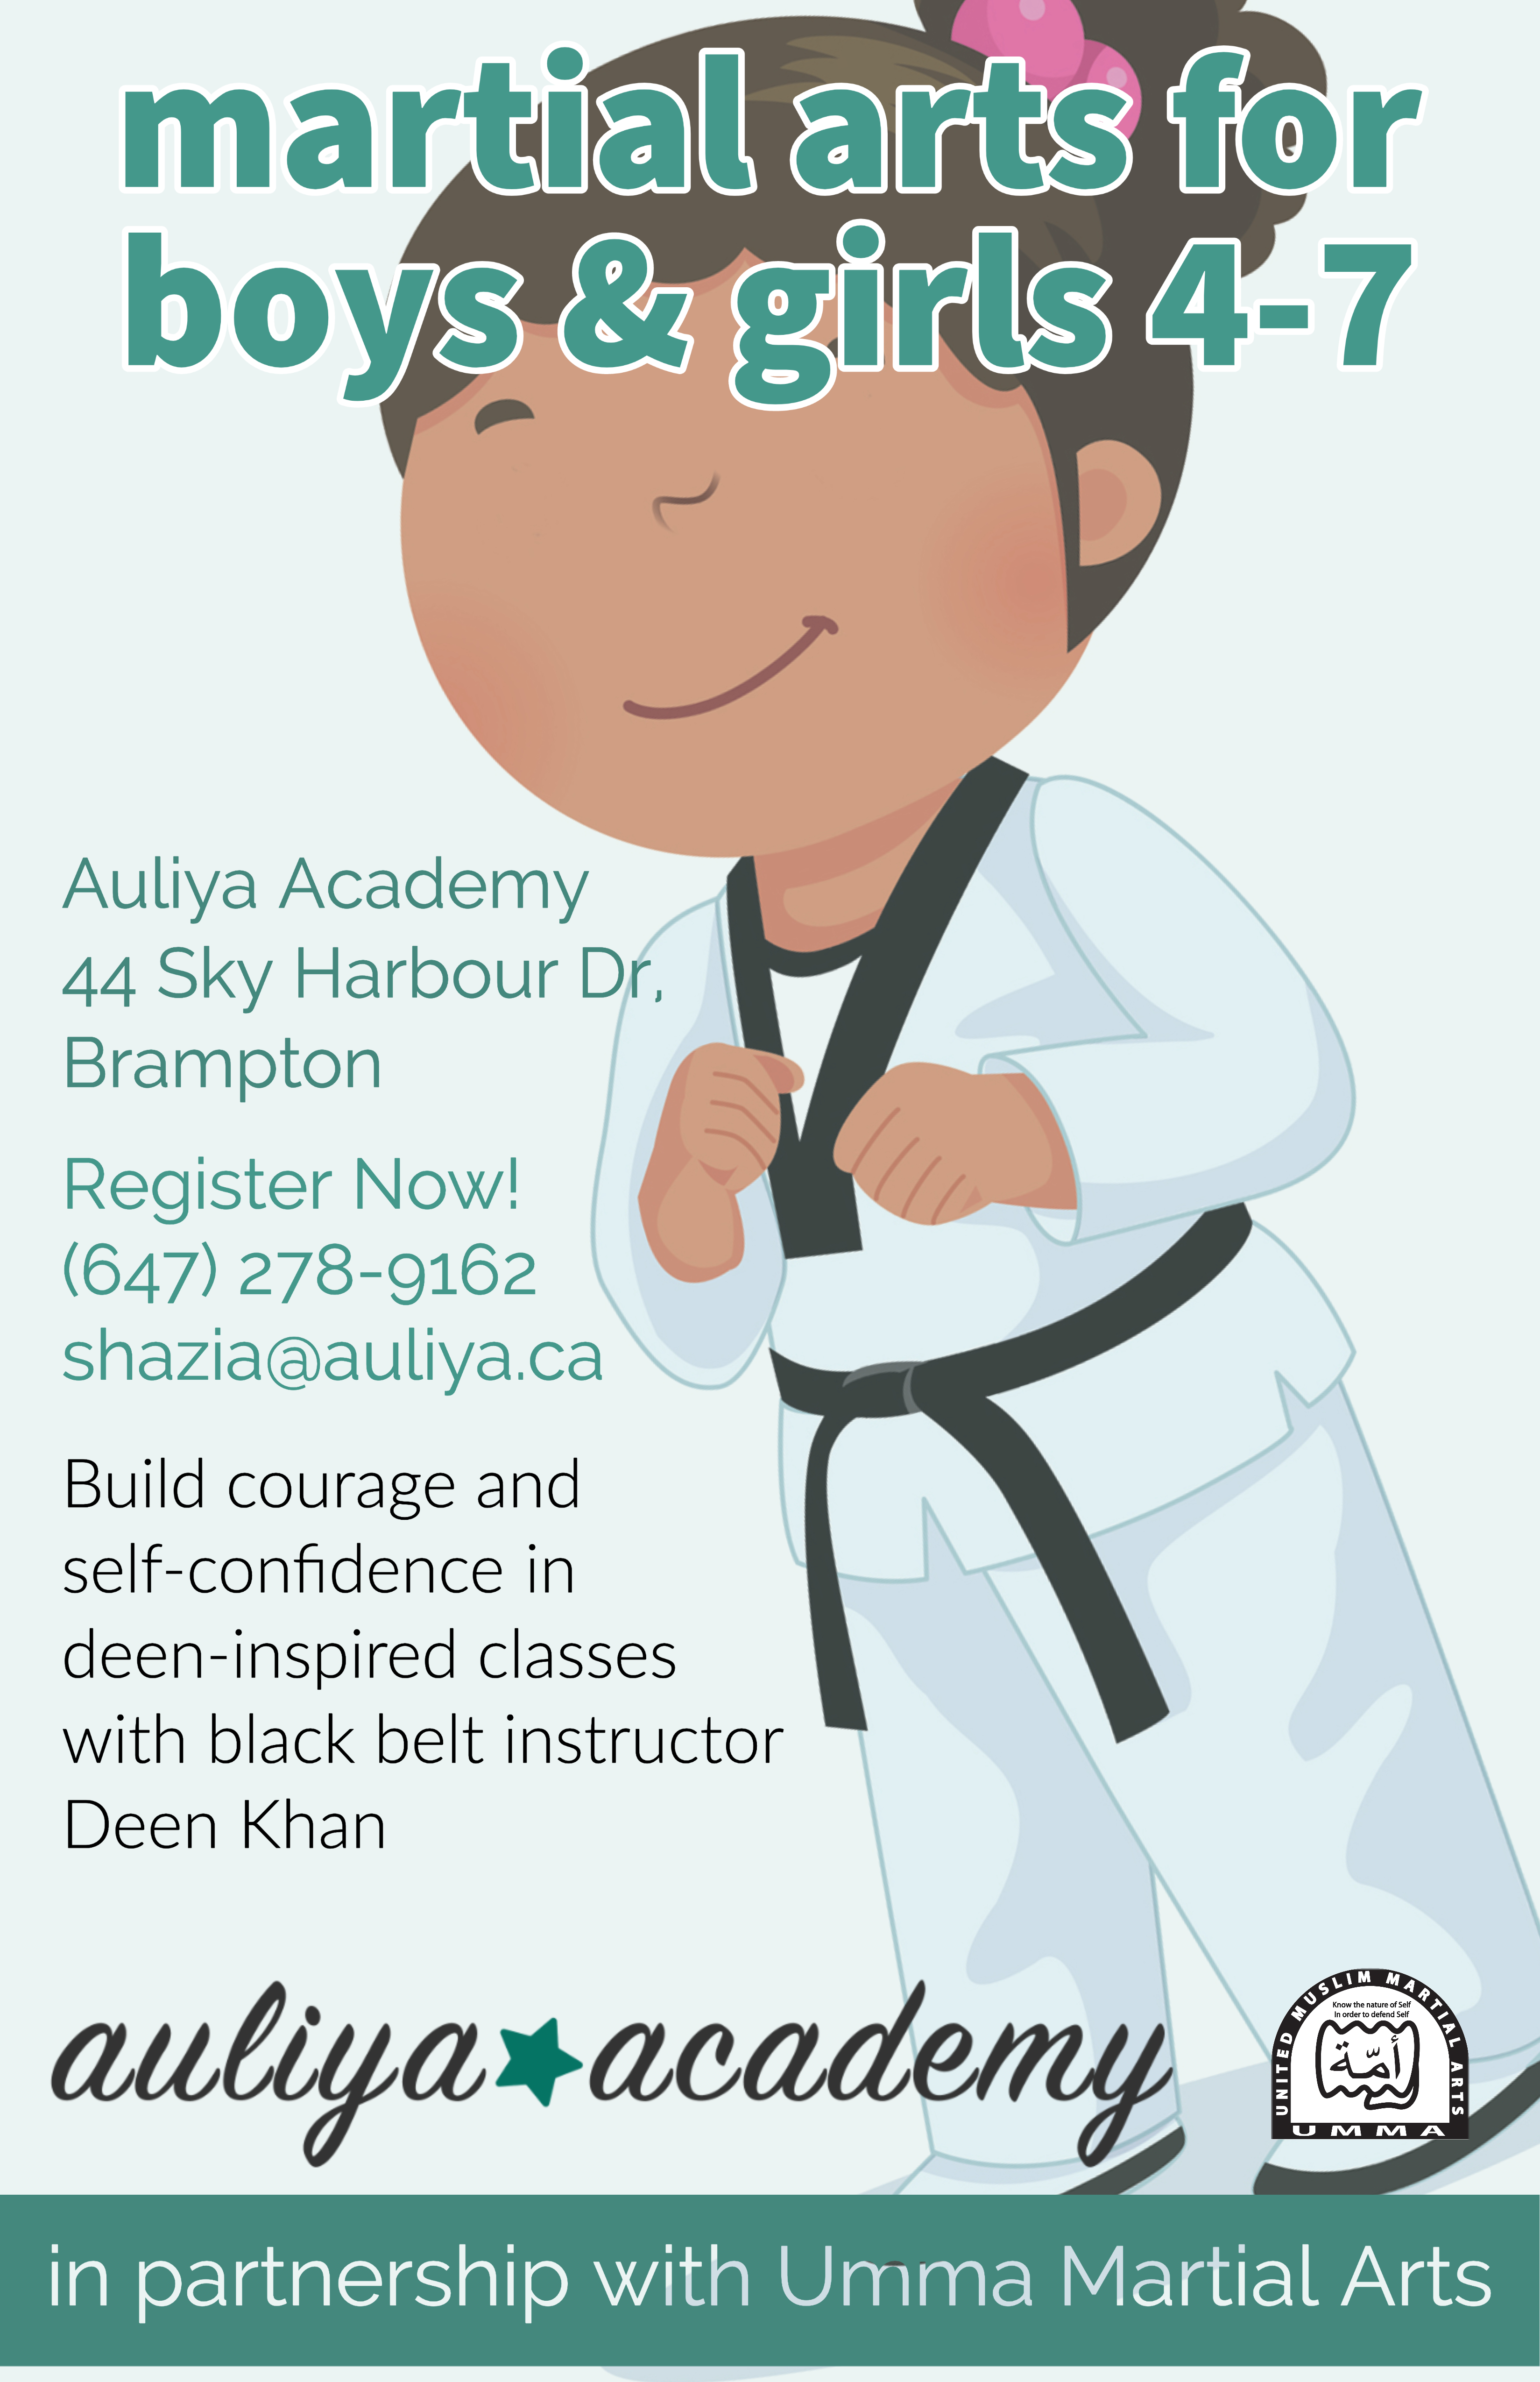 martial arts for
boys & girls 4-7
Auliya Academy
44 Sky Harbour Dr,
Brampton
Register Now!
(647) 278-9162
shazia@auliya.ca
Build courage and
self-confidence in
deen-inspired classes
with black belt instructor
Deen Khan
auliya academy
UNITED MUSLIM MARTIAL ARTS
Know the nature of Self
In order to defend Self
أمّة
UMMA
in partnership with Umma Martial Arts